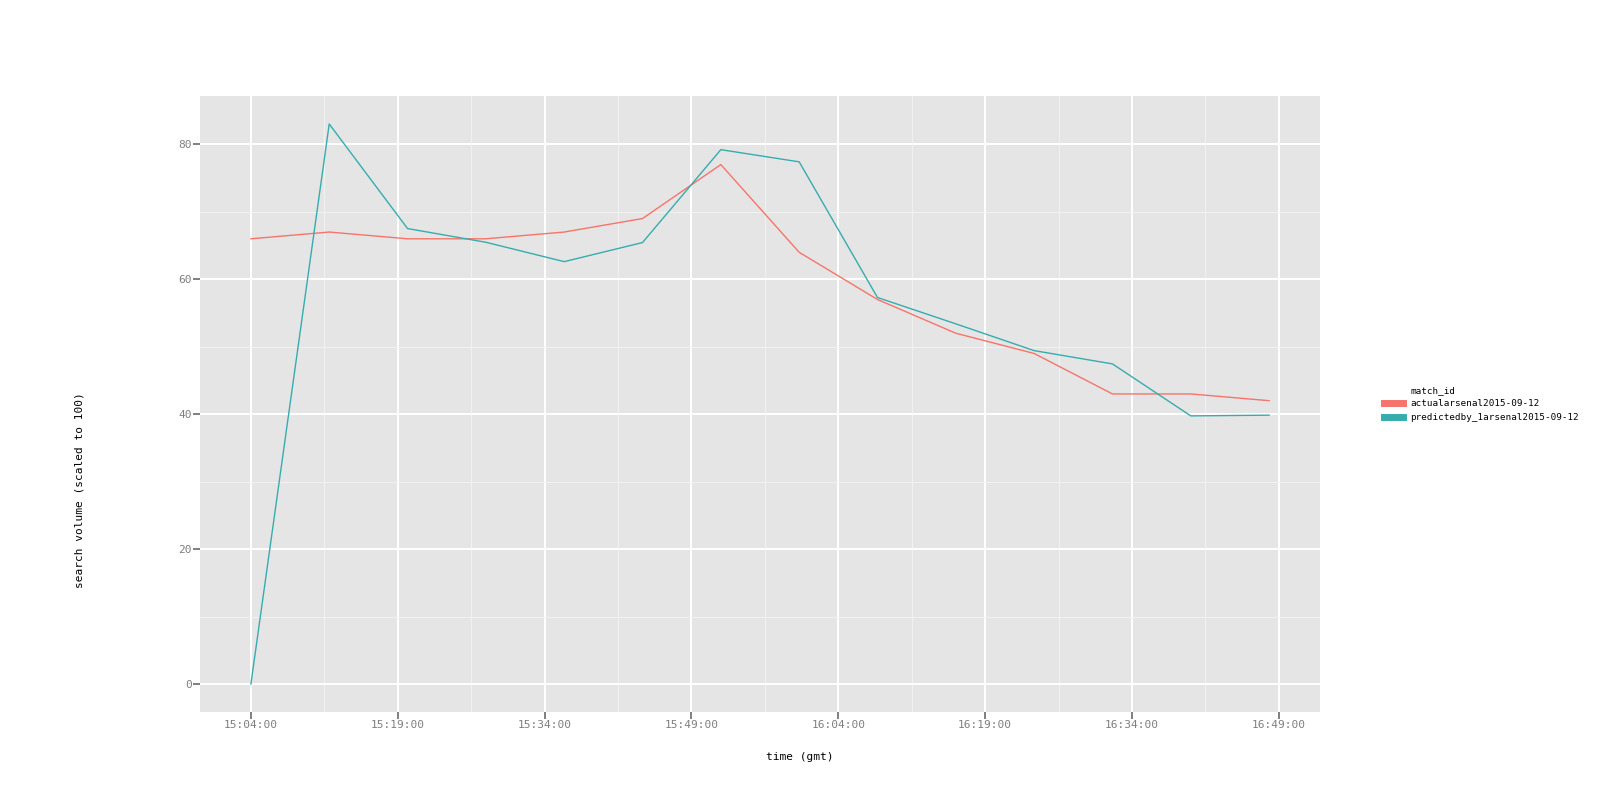 search volume (scaled to 100)
80
60
40
20
0
15:04:00 15:19:00 15:34:00 15:49:00 16:04:00 16:19:00 16:34:00 16:49:00
time (gmt)
match_id
actualarsenal2015-09-12
predictedby_1arsenal2015-09-12